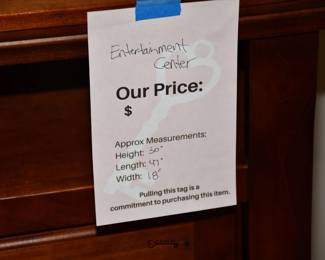 Entertainment
Center
Our Price:
$
Approx Measurements:
Height: 30"
Length: 47"
Width: 18"
Pulling this tag is a
commitment to purchasing this item.